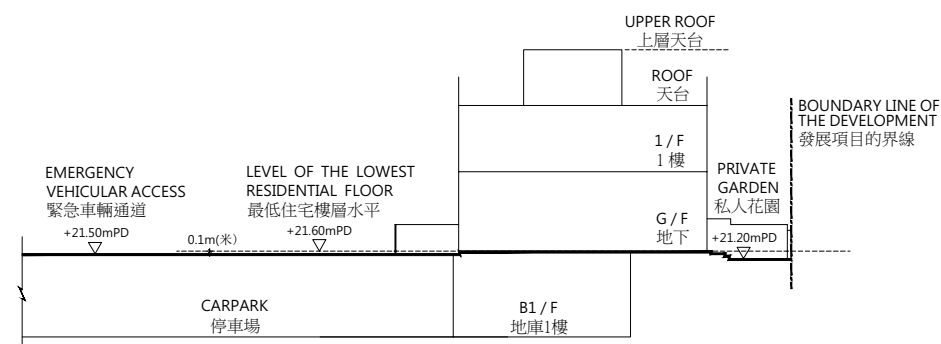 UPPER ROOF
上層天台
ROOF
天台
BOUNDARY LINE OF
THE DEVELOPMENT
發展項目的界線
1 / F
1 樓
EMERGENCY
VEHICULAR ACCESS
緊急車輛通道
+21.50mPD
LEVEL OF THE LOWEST
RESIDENTIAL FLOOR
最低住宅樓層水平
+21.60mPD
PRIVATE
GARDEN
私人花園
+21.20mPD
G / F
地下
0.1m(米)
CARPARK
停車場
B1 / F
地庫1樓